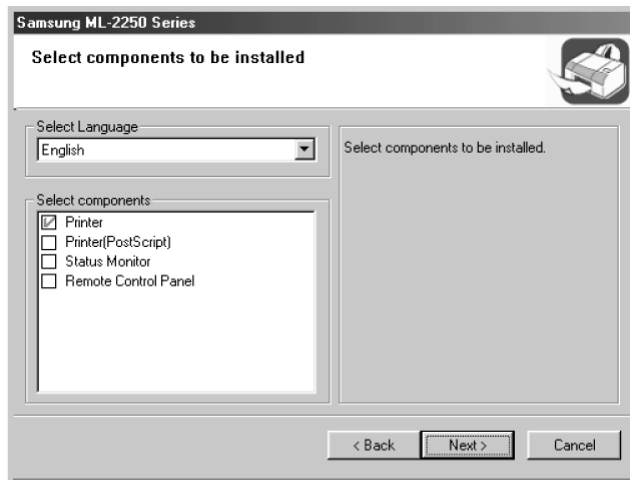 Samsung ML-2250 Series
Select components to be installed
Select Language
English
Select components to be installed.
Select components
Printer
Printer(PostScript)
Status Monitor
Remote Control Panel
< Back
Next >
Cancel